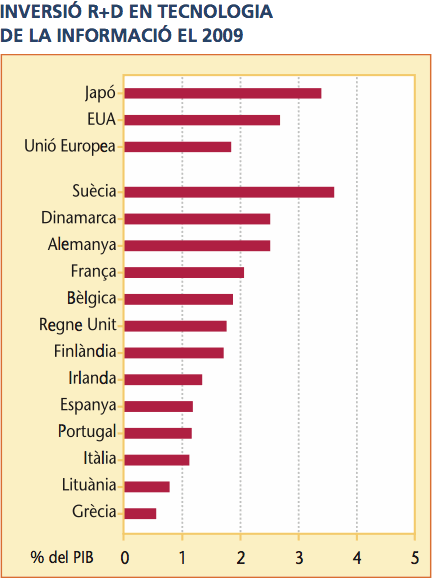 INVERSIÓ R+D EN TECNOLOGIA
DE LA INFORMACIÓ EL 2009
Japó
EUA
Unió Europea
Suècia
Dinamarca
Alemanya
França
Bèlgica
Regne Unit
Finlàndia
Irlanda
Espanya
Portugal
Itàlia
Lituània
Grècia
% del PIB 0 1 2 3 4 5